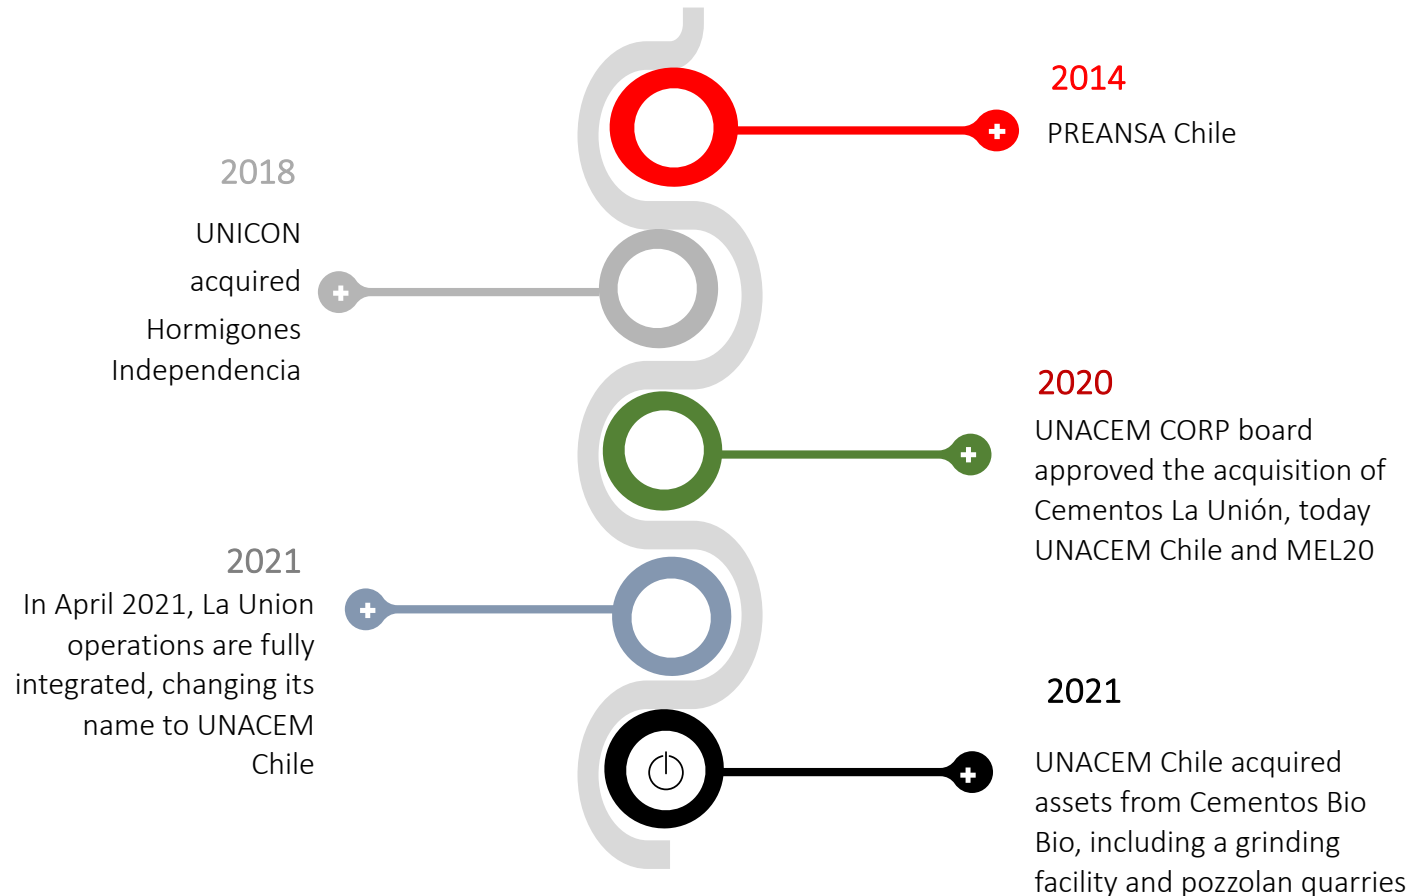 2014
PREANSA Chile
2018
UNICON
acquired
Hormigones
Independencia
2020
UNACEM CORP board
approved the acquisition of
Cementos La Unión, today
UNACEM Chile and MEL20
2021
In April 2021, La Union
operations are fully
integrated, changing its
name to UNACEM
Chile
2021
UNACEM Chile acquired
assets from Cementos Bio
Bio, including a grinding
facility and pozzolan quarries